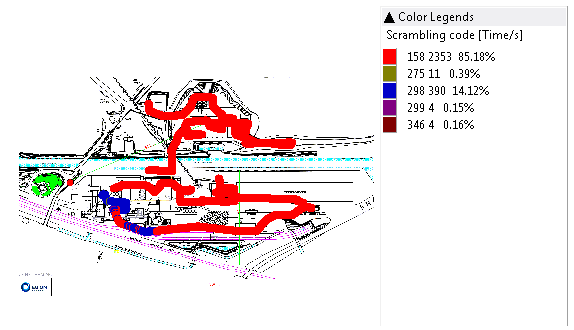 ▲ Color Legends
Scrambling code [Time/s]
158 2353 85.18%
275 11 0.39%
298 390 14.12%
299 4 0.15%
346 4 0.16%